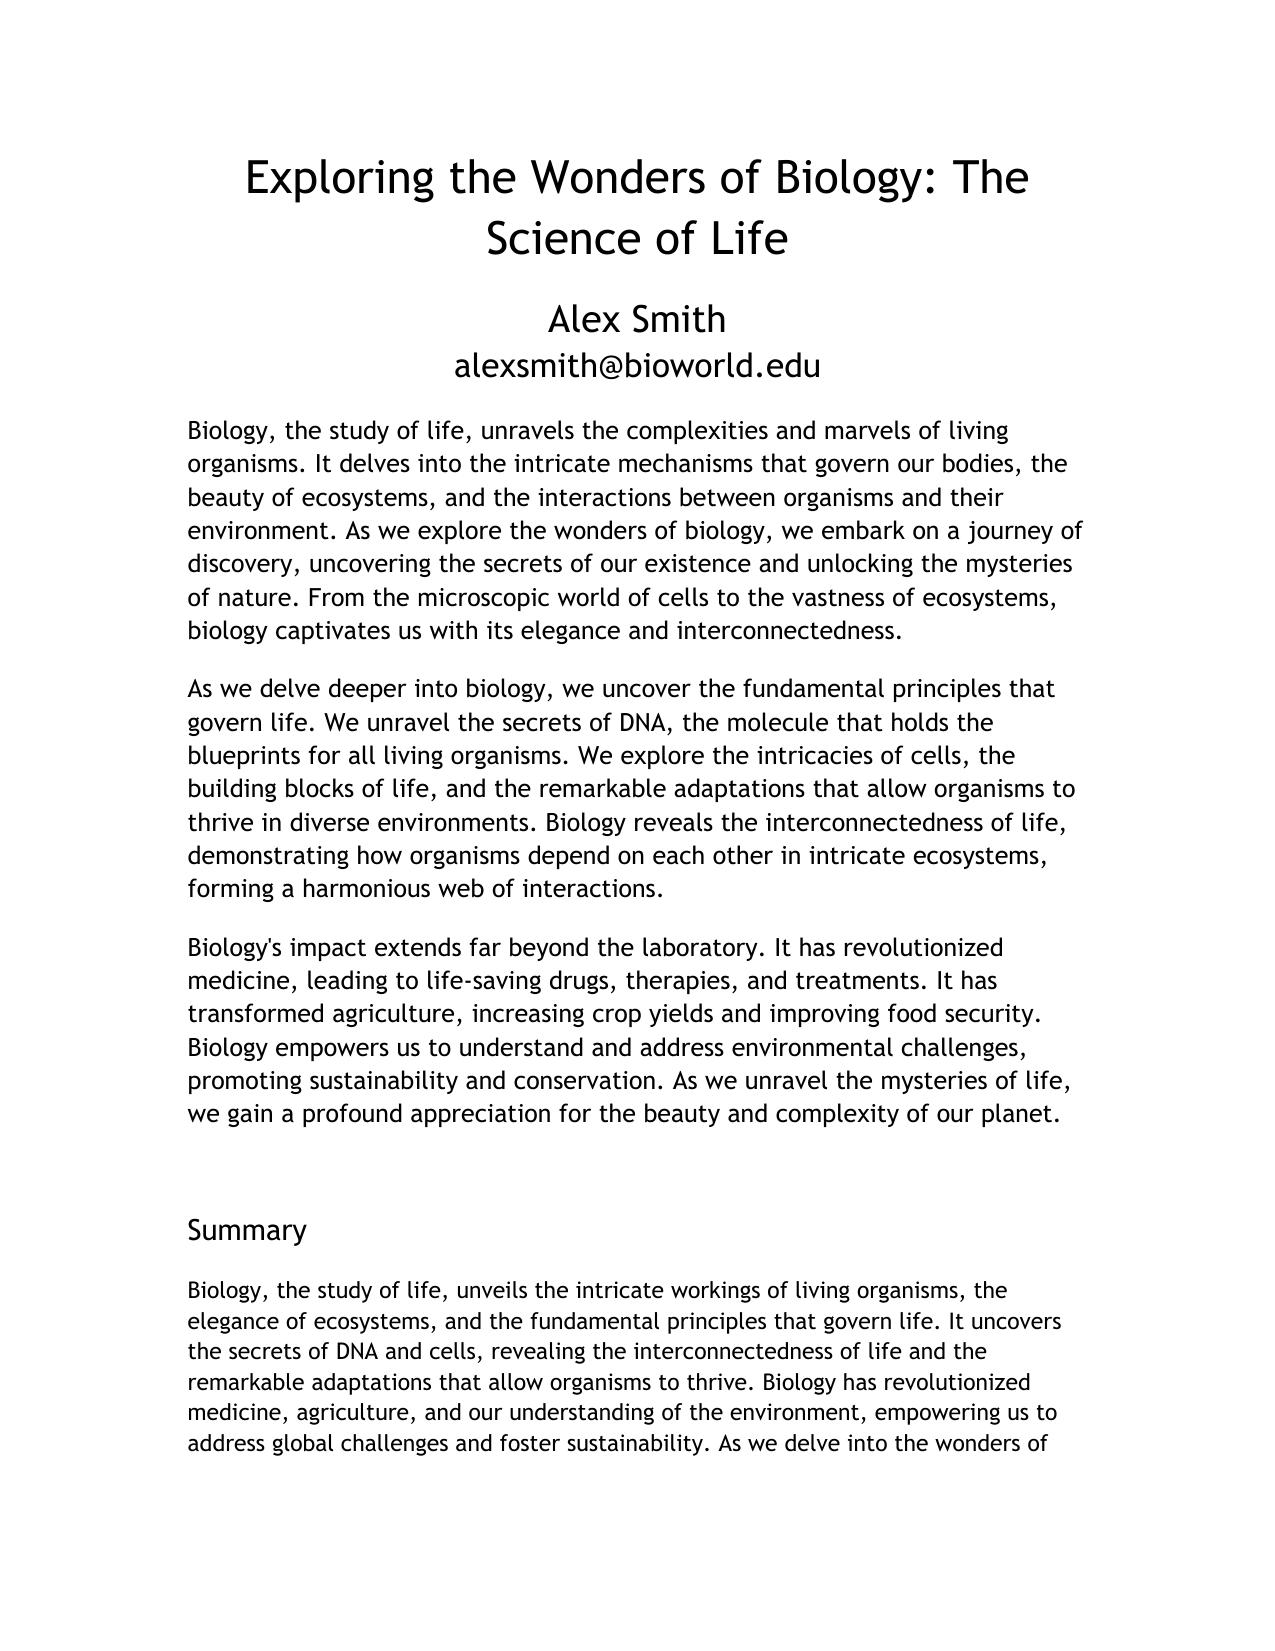 Exploring the Wonders of Biology: The
Science of Life
Alex Smith
alexsmith@bioworld.edu
Biology, the study of life, unravels the complexities and marvels of living
organisms. It delves into the intricate mechanisms that govern our bodies, the
beauty of ecosystems, and the interactions between organisms and their
environment. As we explore the wonders of biology, we embark on a journey of
discovery, uncovering the secrets of our existence and unlocking the mysteries
of nature. From the microscopic world of cells to the vastness of ecosystems,
biology captivates us with its elegance and interconnectedness.
As we delve deeper into biology, we uncover the fundamental principles that
govern life. We unravel the secrets of DNA, the molecule that holds the
blueprints for all living organisms. We explore the intricacies of cells, the
building blocks of life, and the remarkable adaptations that allow organisms to
thrive in diverse environments. Biology reveals the interconnectedness of life,
demonstrating how organisms depend on each other in intricate ecosystems,
forming a harmonious web of interactions.
Biology's impact extends far beyond the laboratory. It has revolutionized
medicine, leading to life-saving drugs, therapies, and treatments. It has
transformed agriculture, increasing crop yields and improving food security.
Biology empowers us to understand and address environmental challenges,
promoting sustainability and conservation. As we unravel the mysteries of life,
we gain a profound appreciation for the beauty and complexity of our planet.
Summary
Biology, the study of life, unveils the intricate workings of living organisms, the
elegance of ecosystems, and the fundamental principles that govern life. It uncovers
the secrets of DNA and cells, revealing the interconnectedness of life and the
remarkable adaptations that allow organisms to thrive. Biology has revolutionized
medicine, agriculture, and our understanding of the environment, empowering us to
address global challenges and foster sustainability. As we delve into the wonders of